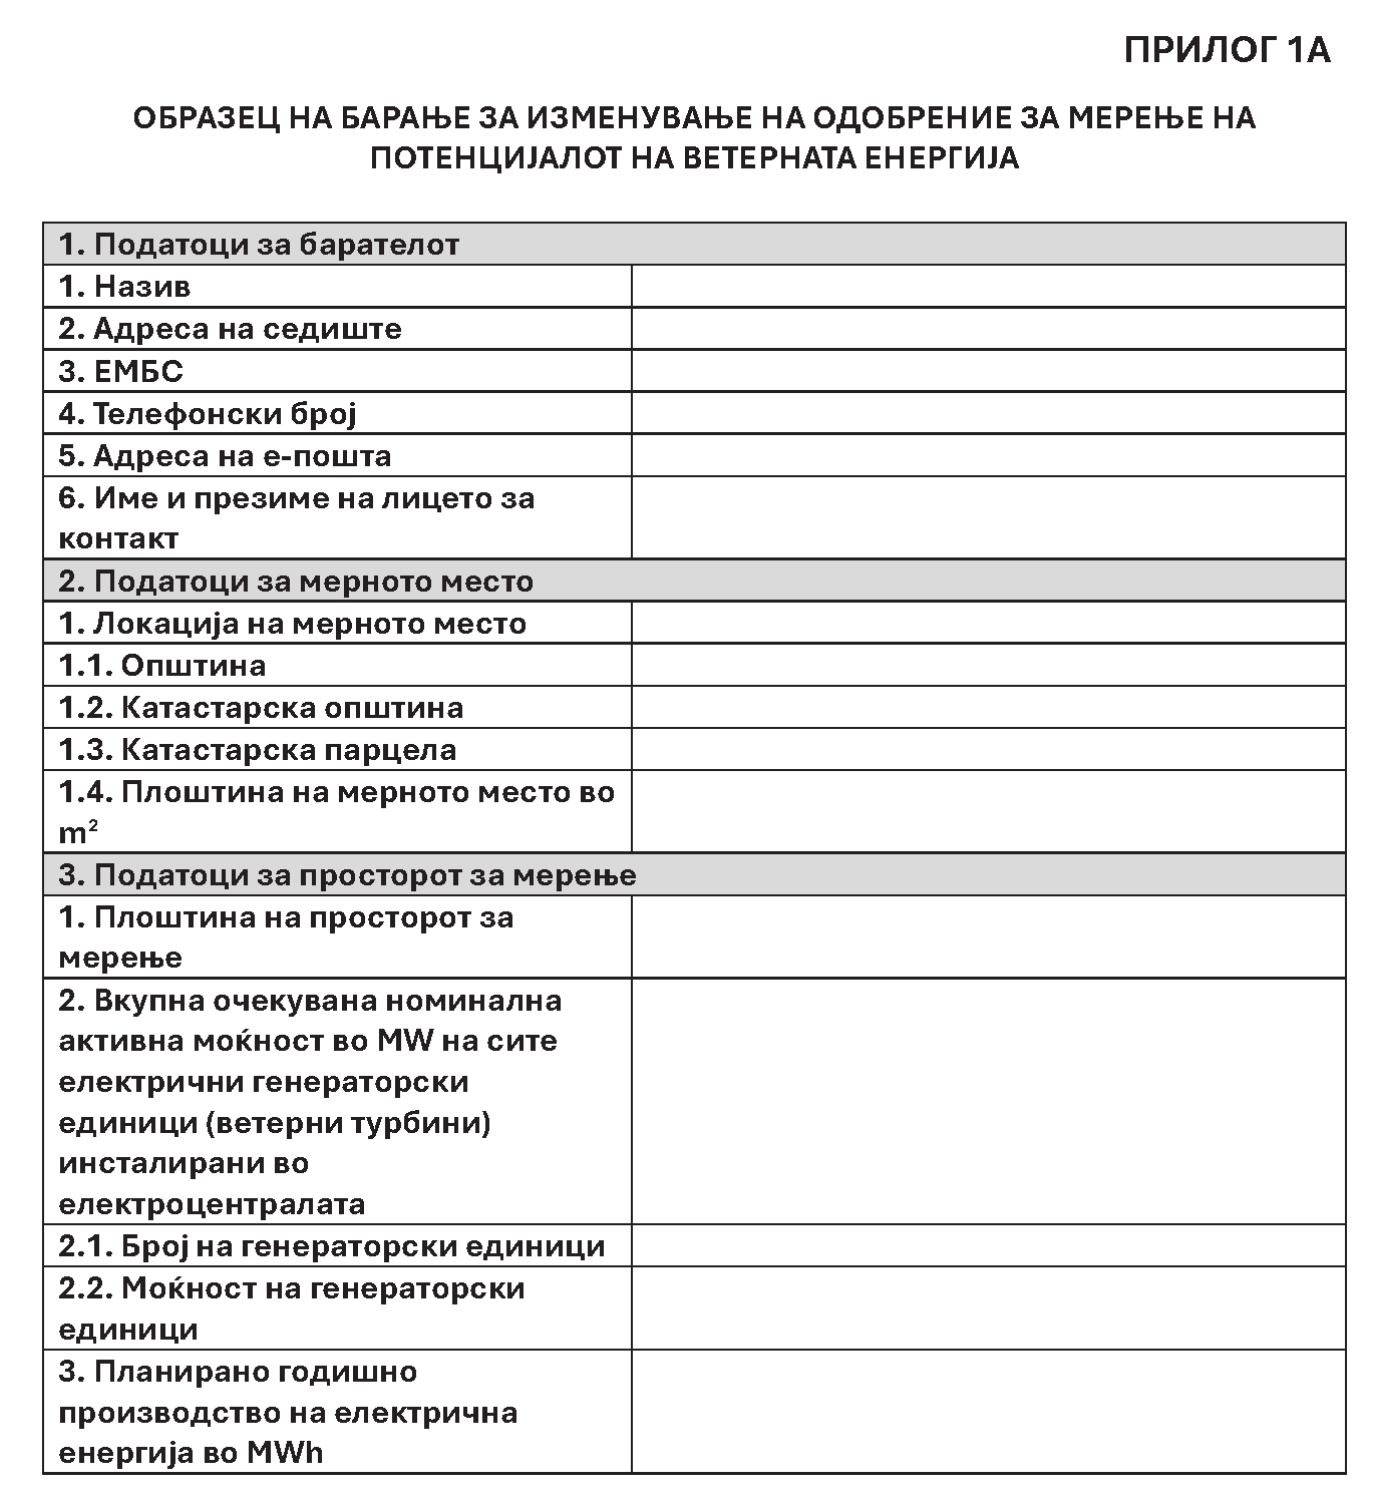 ПРИЛОГ 1А
ОБРАЗЕЦ НА БАРАЊЕ ЗА ИЗМЕНУВАЊЕ НА ОДОБРЕНИЕ ЗА МЕРЕЊЕ НА
ПОТЕНЦИЈАЛОТ НА ВЕТЕРНАТА ЕНЕРГИЈА
1. Податоци за барателот
1. Назив
2. Адреса на седиште
3. ЕМБС
4. Телефонски број
5. Адреса на е-пошта
6. Име и презиме на лицето за
контакт
2. Податоци за мерното место
1. Локација на мерното место
1.1. Општина
1.2. Катастарска општина
1.3. Катастарска парцела
1.4. Плоштина на мерното место во
m²
3. Податоци за просторот за мерење
1. Плоштина на просторот за
мерење
2. Вкупна очекувана номинална
активна моќност во MW на сите
електрични генераторски
единици (ветерни турбини)
инсталирани во
електроцентралата
2.1. Број на генераторски единици
2.2. Моќност на генераторски
единици
3. Планирано годишно
производство на електрична
енергија во MWh